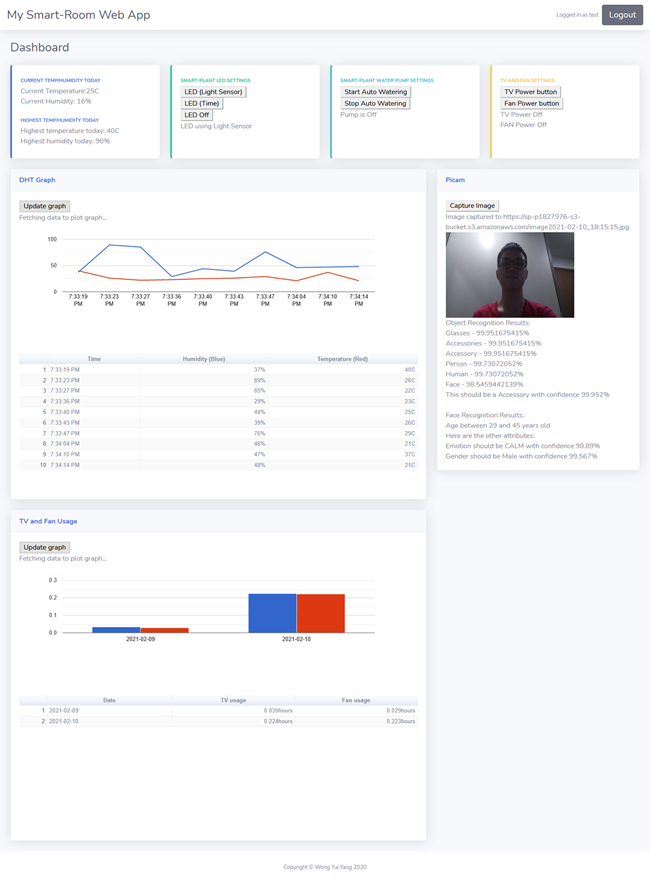 My Smart-Room Web App
Logged in as test
Logout
Dashboard
CURRENT TEMP/HUMIDITY TODAY
Current Temperature:25C
Current Humidity: 16%
HIGHEST TEMP/HUMIDITY TODAY
Highest temperature today: 40C
Highest humidity today: 90%
SMART-PLANT LED SETTINGS
LED (Light Sensor)
LED (Time)
LED Off
LED using Light Sensor
SMART-PLANT WATER PUMP SETTINGS
Start Auto Watering
Stop Auto Watering
Pump is Off
TV AND FAN SETTINGS
TV Power button
Fan Power button
TV Power Off
FAN Power Off
DHT Graph
Update graph
Fetching data to plot graph...
100
50
0
7:33:19 PM 7:33:23 PM 7:33:27 PM 7:33:36 PM 7:33:40 PM 7:33:43 PM 7:33:47 PM 7:34:04 PM 7:34:10 PM 7:34:14 PM
Time Humidity (Blue) Temperature (Red)
1 7:33:19 PM 37% 40C
2 7:33:23 PM 89% 26C
3 7:33:27 PM 85% 22C
4 7:33:36 PM 29% 23C
5 7:33:40 PM 44% 25C
6 7:33:43 PM 39% 26C
7 7:33:47 PM 76% 29C
8 7:34:04 PM 46% 21C
9 7:34:10 PM 47% 37C
10 7:34:14 PM 48% 21C
Picam
Capture Image
Image captured to https://sp-p1827976-s3-
bucket.s3.amazonaws.com/image2021-02-10_18:15:15.jpg
Object Recognition Results:
Glasses - 99.951675415%
Accessories - 99.951675415%
Accessory - 99.951675415%
Person - 99.73072052%
Human - 99.73072052%
Face - 98.5459442139%
This should be a Accessory with confidence 99.952%
Face Recognition Results:
Age between 29 and 45 years old
Here are the other attributes:
Emotion should be CALM with confidence 98.89%
Gender should be Male with confidence 99.567%
TV and Fan Usage
Update graph
Fetching data to plot graph...
0.3
0.2
0.1
0.0
2021-02-09 2021-02-10
Date TV usage Fan usage
1 2021-02-09 0.035hours 0.029hours
2 2021-02-10 0.224hours 0.223hours
Copyright © Wong Yui Yang 2020